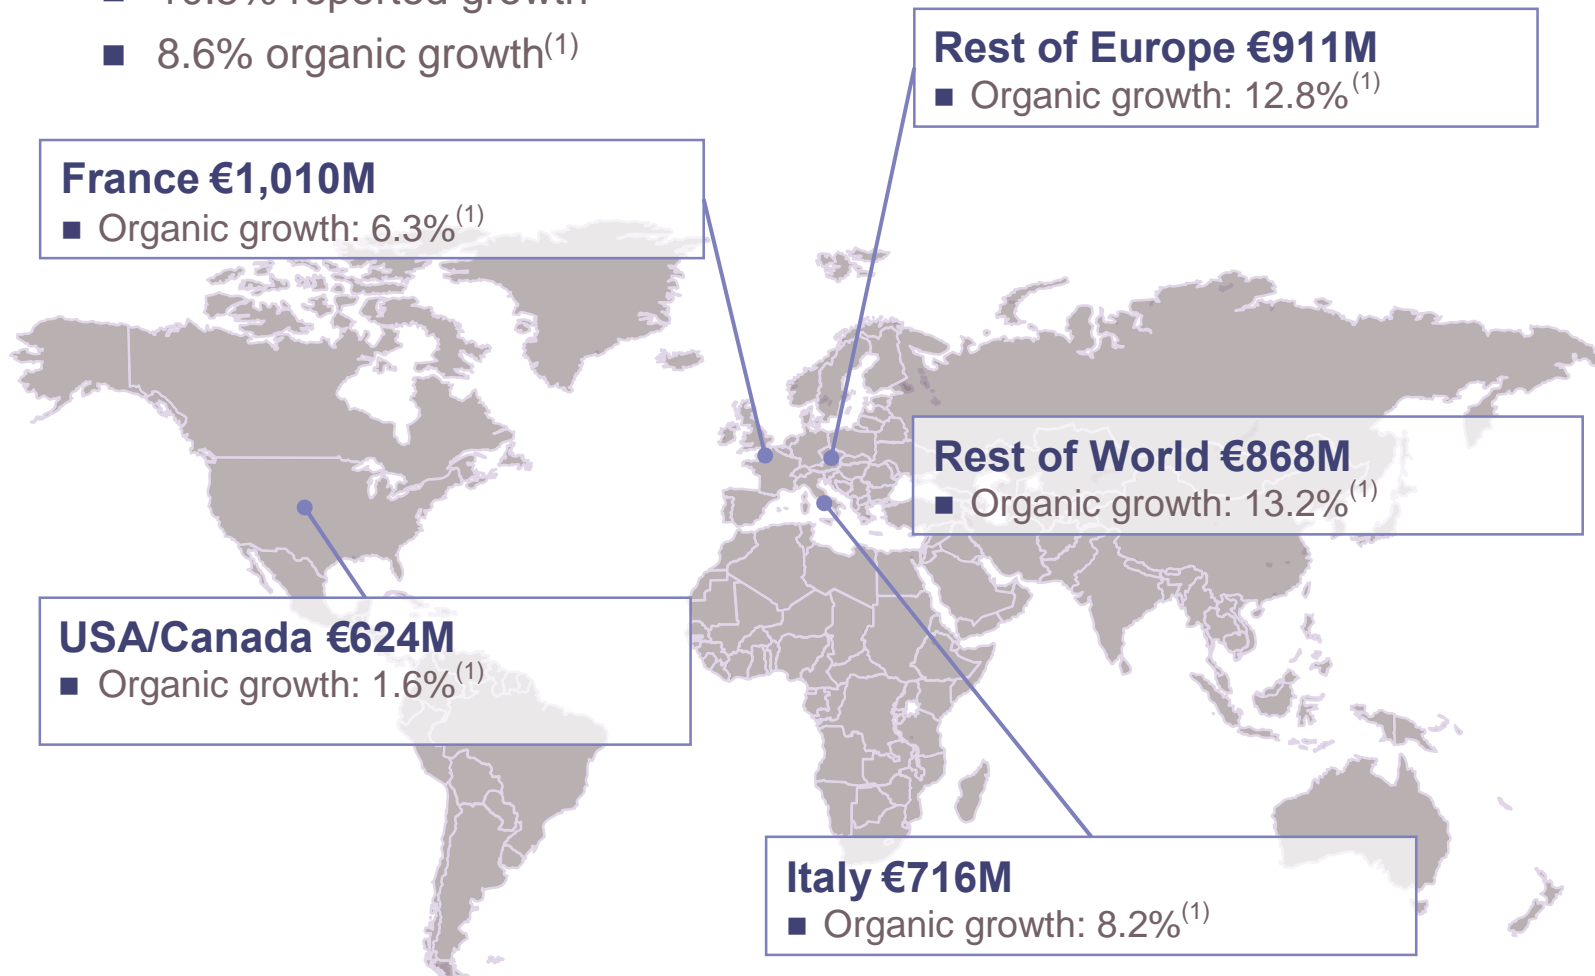 reported growth
■ 8.6% organic growth(1)
Rest of Europe €911M
■ Organic growth: 12.8%(1)
France €1,010M
■ Organic growth: 6.3%(1)
Rest of World €868M
■ Organic growth: 13.2%(1)
USA/Canada €624M
■ Organic growth: 1.6%(1)
Italy €716M
■ Organic growth: 8.2%(1)